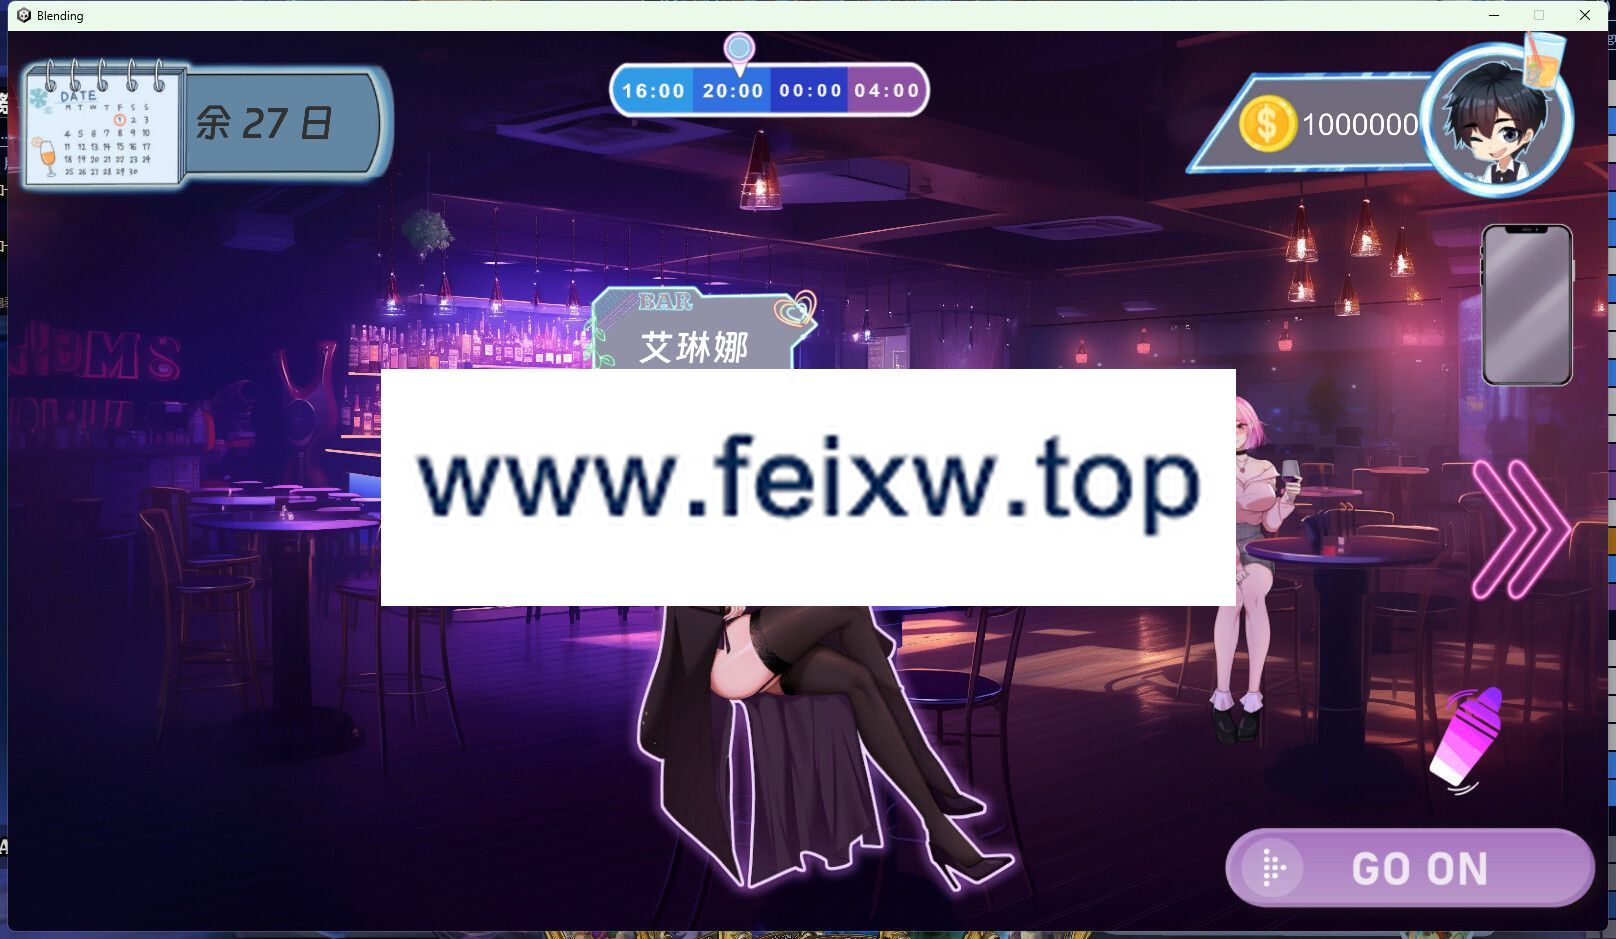 Blending
DATE
M T W T F S S
1 2 3
4 5 6 7 8 9 10
11 12 13 14 15 16 17
18 19 20 21 22 23 24
25 26 27 28 29 30
余 27 日
16:00 20:00 00:00 04:00
1000000
BAR
艾琳娜
www.feixw.top
GO ON